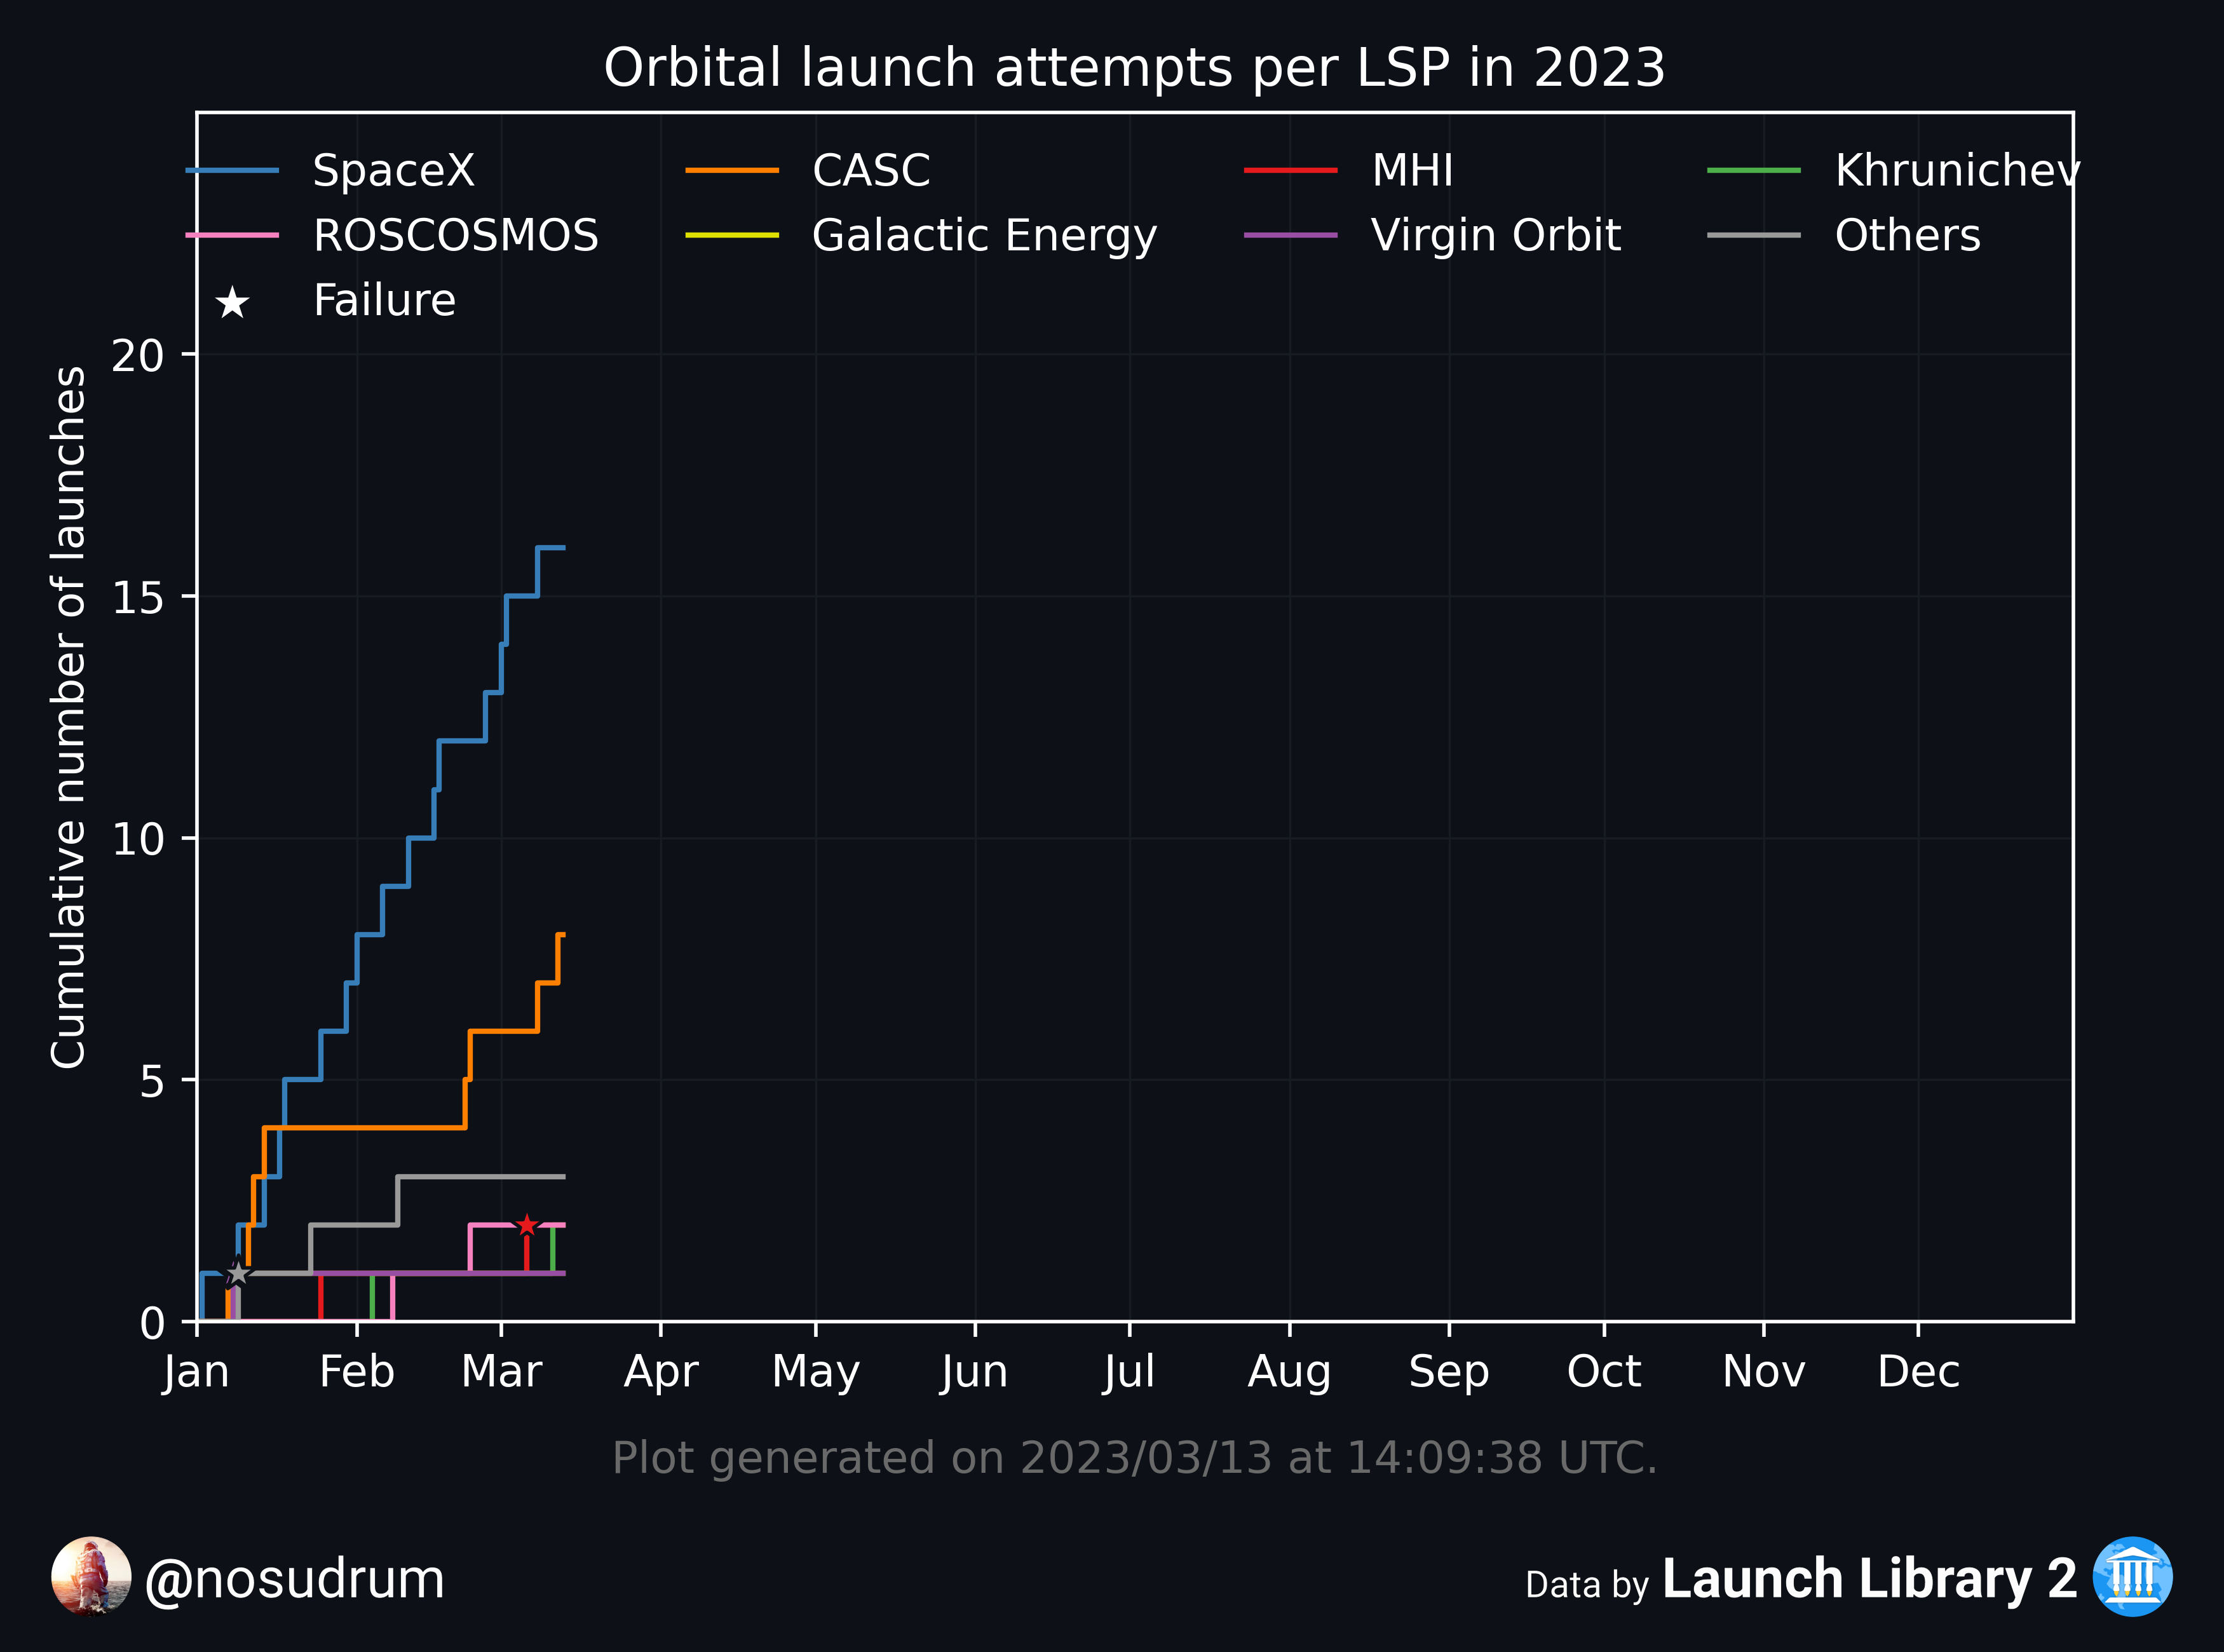 Orbital launch attempts per LSP in 2023
SpaceX CASC MHI Khrunichev
ROSCOSMOS Galactic Energy Virgin Orbit Others
Failure
Cumulative number of launches
20
15
10
5
0
Jan Feb Mar Apr May Jun Jul Aug Sep Oct Nov Dec
Plot generated on 2023/03/13 at 14:09:38 UTC.
@nosudrum
Data by Launch Library 2